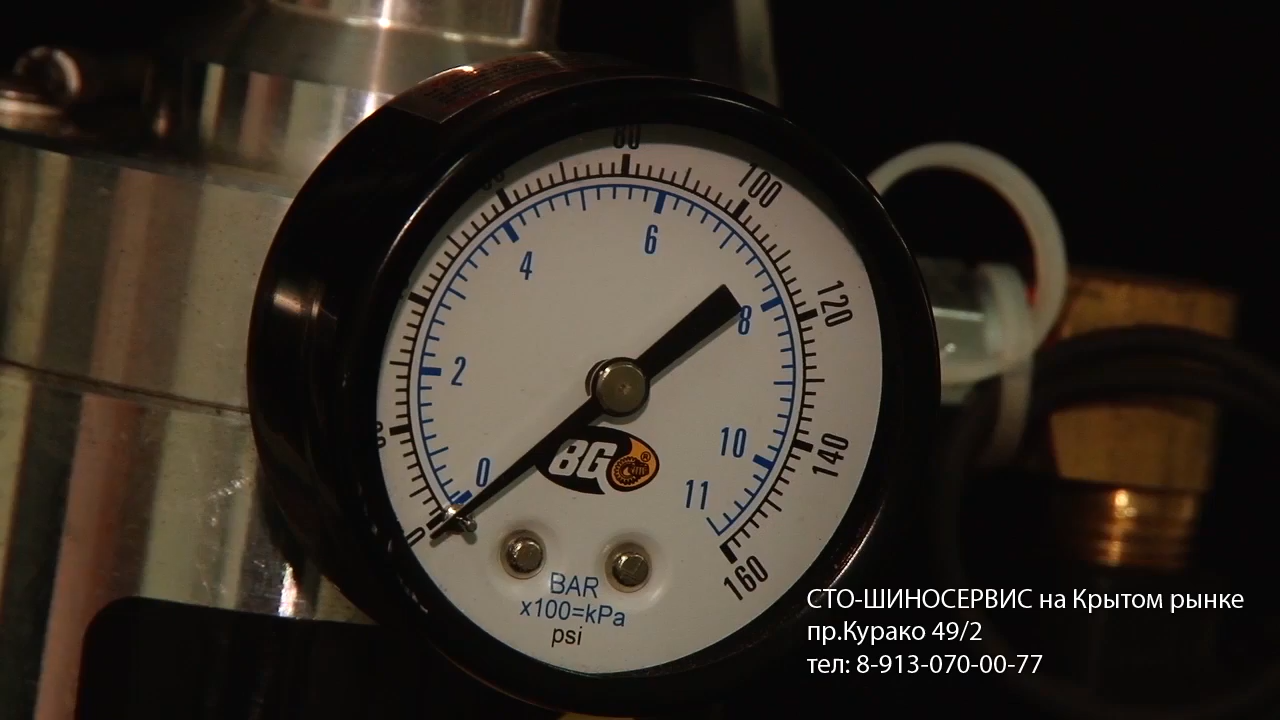 80
100
120
140
160
0
2
4
6
8
10
11
0
BG
®
BAR
x100=kPa
psi
СТО-ШИНОСЕРВИС на Крытом рынке
пр.Курако 49/2
тел: 8-913-070-00-77